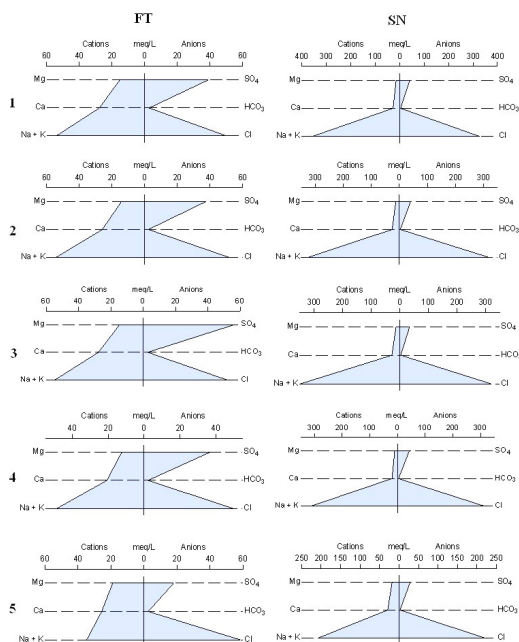 FT SN
Cations meq/L Anions
60 40 20 0 20 40 60
Mg SO4
1 Ca HCO3
Na + K Cl
Cations meq/L Anions
400 300 200 100 0 100 200 300 400
Mg SO4
Ca HCO3
Na + K Cl
Cations meq/L Anions
60 40 20 0 20 40 60
Mg SO4
2 Ca HCO3
Na + K Cl
Cations meq/L Anions
300 200 100 0 100 200 300
Mg SO4
Ca HCO3
Na + K Cl
Cations meq/L Anions
60 40 20 0 20 40 60
Mg SO4
3 Ca HCO3
Na + K Cl
Cations meq/L Anions
300 200 100 0 100 200 300
Mg SO4
Ca HCO
Na + K Cl
Cations meq/L Anions
40 20 0 20 40
Mg SO4
4 Ca HCO3
Na + K Cl
Cations meq/L Anions
300 200 100 0 100 200 300
Mg SO4
Ca HCO3
Na + K Cl
Cations meq/L Anions
60 40 20 0 20 40 60
Mg SO4
5 Ca HCO3
Na + K Cl
Cations meq/L Anions
250 200 150 100 50 0 50 100 150 200 250
Mg SO4
Ca HCO3
Na + K Cl